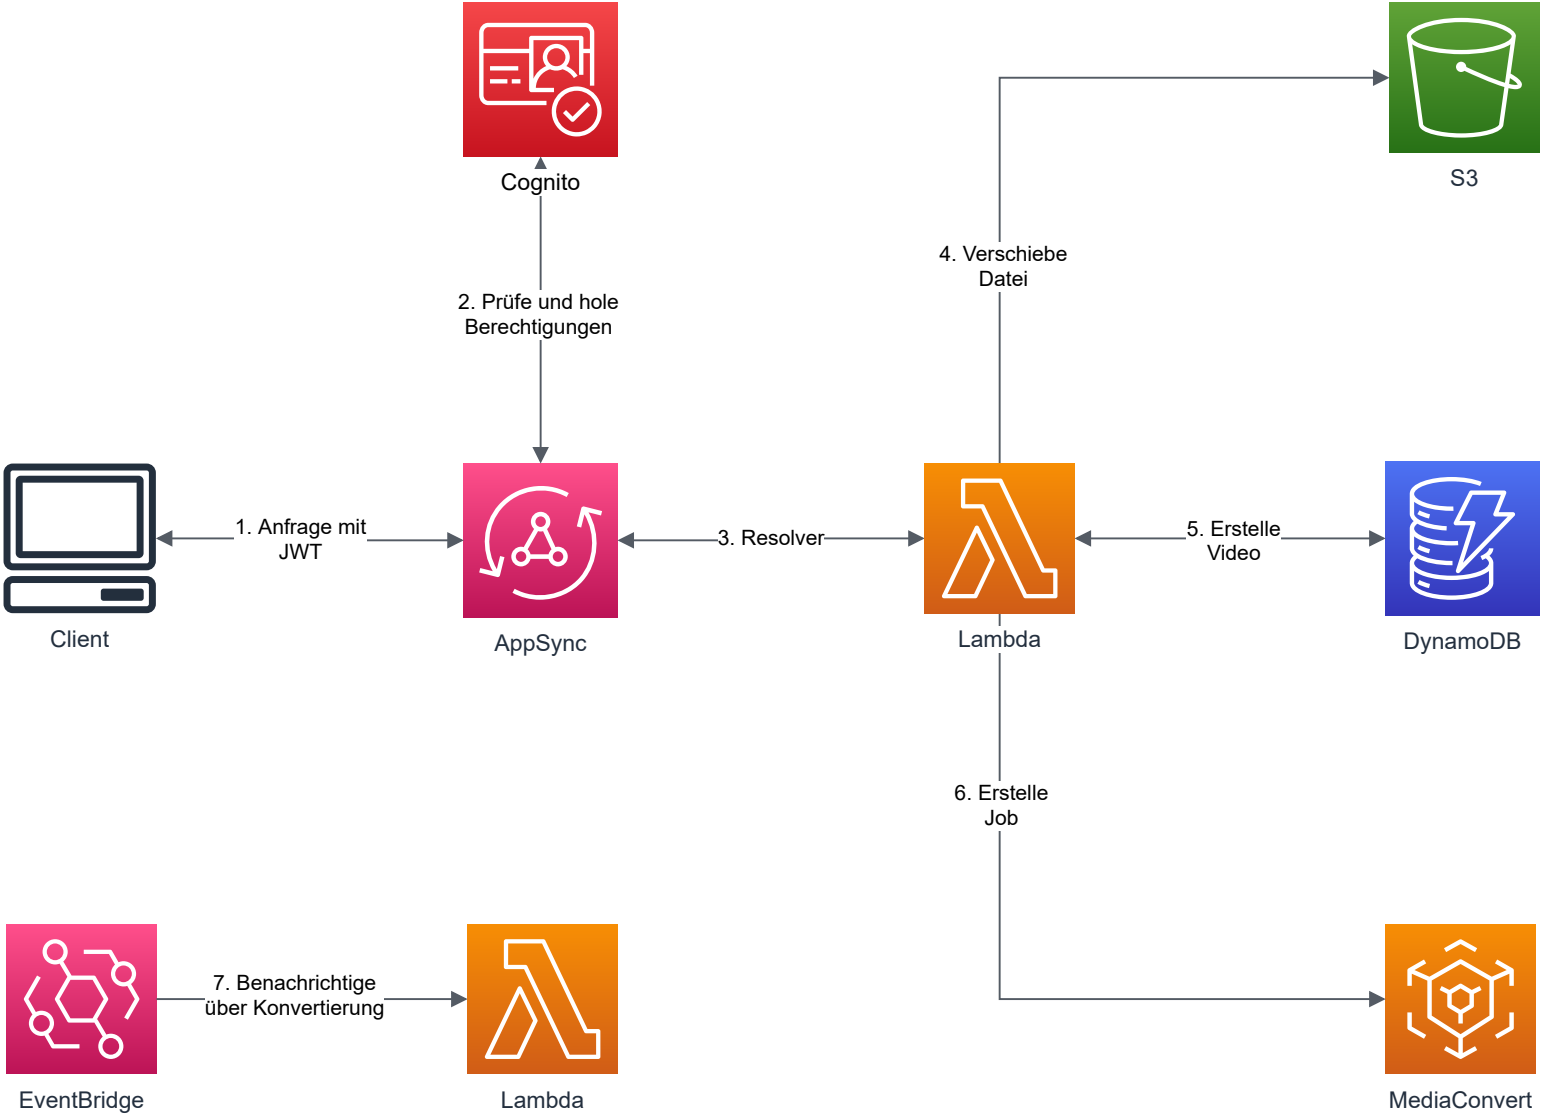 Cognito
S3
4. Verschiebe
Datei
2. Prüfe und hole
Berechtigungen
1. Anfrage mit
JWT
3. Resolver
5. Erstelle
Video
Client
AppSync
Lambda
DynamoDB
6. Erstelle
Job
7. Benachrichtige
über Konvertierung
EventBridge
Lambda
MediaConvert